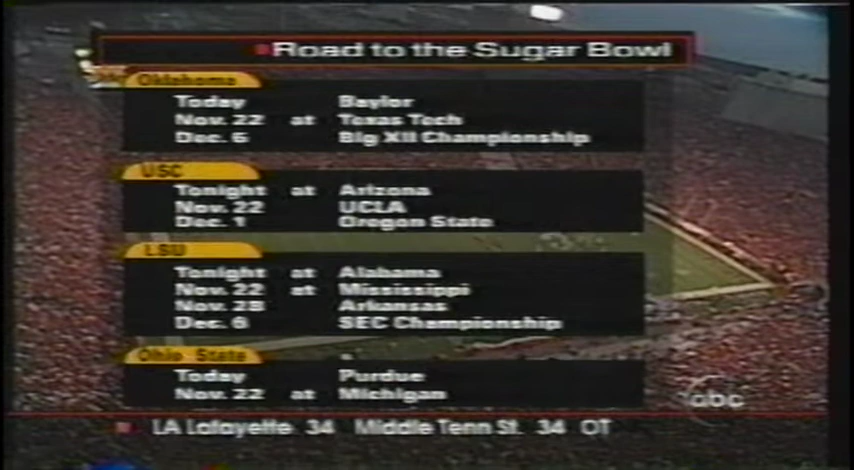 Road to the Sugar Bowl
Oklahoma
Today Baylor
Nov. 22 at Texas Tech
Dec. 6 Big XII Championship
USC
Tonight at Arizona
Nov. 22 UCLA
Dec. 1 Oregon State
LSU
Tonight at Alabama
Nov. 22 at Mississippi
Nov. 28 Arkansas
Dec. 6 SEC Championship
Ohio State
Today Purdue
Nov. 22 at Michigan
abc
LA Lafayette 34 Middle Tenn St. 34 OT